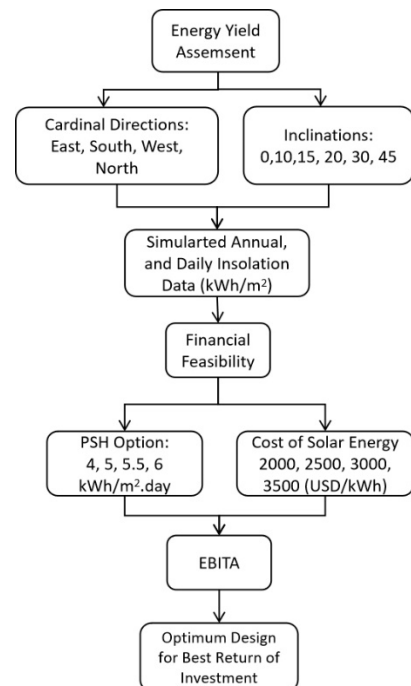 Energy Yield
Assemsent
Cardinal Directions:
East, South, West,
North
Inclinations:
0,10,15, 20, 30, 45
Simularted Annual,
and Daily Insolation
Data (kWh/m²)
Financial
Feasibility
PSH Option:
4, 5, 5.5, 6
kWh/m².day
Cost of Solar Energy
2000, 2500, 3000,
3500 (USD/kWh)
EBITA
Optimum Design
for Best Return of
Investment